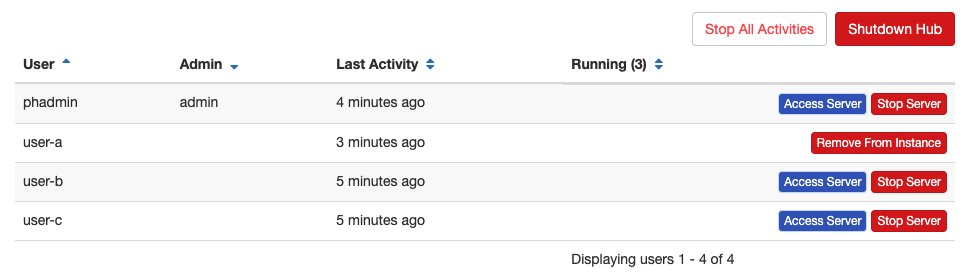 Stop All Activities Shutdown Hub
User Admin Last Activity Running (3)
phadmin admin 4 minutes ago Access Server Stop Server
user-a 3 minutes ago Remove From Instance
user-b 5 minutes ago Access Server Stop Server
user-c 5 minutes ago Access Server Stop Server
Displaying users 1 - 4 of 4